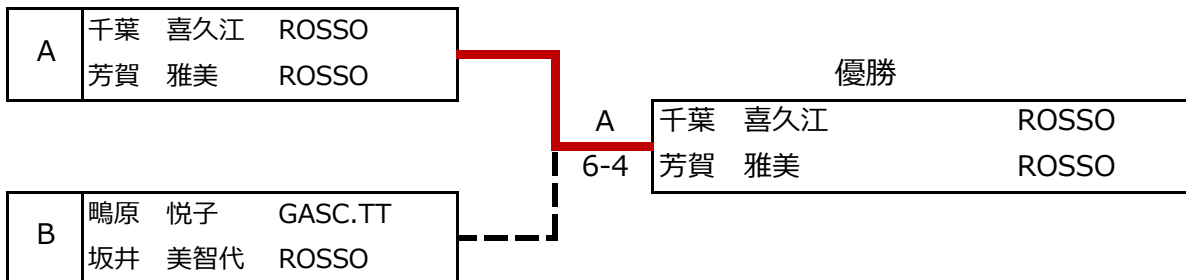 A
千葉 喜久江 ROSSO
芳賀 雅美 ROSSO
優勝
A
6-4
千葉 喜久江 ROSSO
芳賀 雅美 ROSSO
B
鴫原 悦子 GASC.TT
坂井 美智代 ROSSO